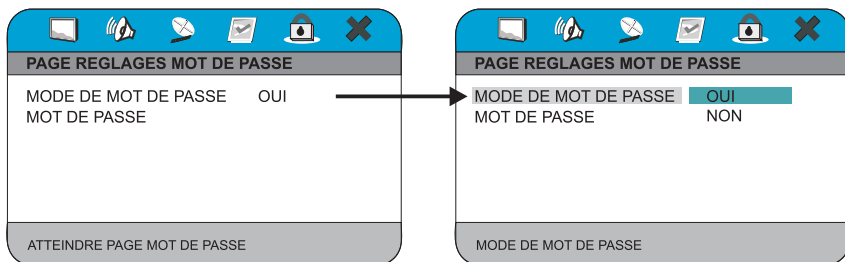 PAGE REGLAGES MOT DE PASSE
MODE DE MOT DE PASSE OUI
MOT DE PASSE
ATTEINDRE PAGE MOT DE PASSE
PAGE REGLAGES MOT DE PASSE
MODE DE MOT DE PASSE OUI
MOT DE PASSE NON
MODE DE MOT DE PASSE